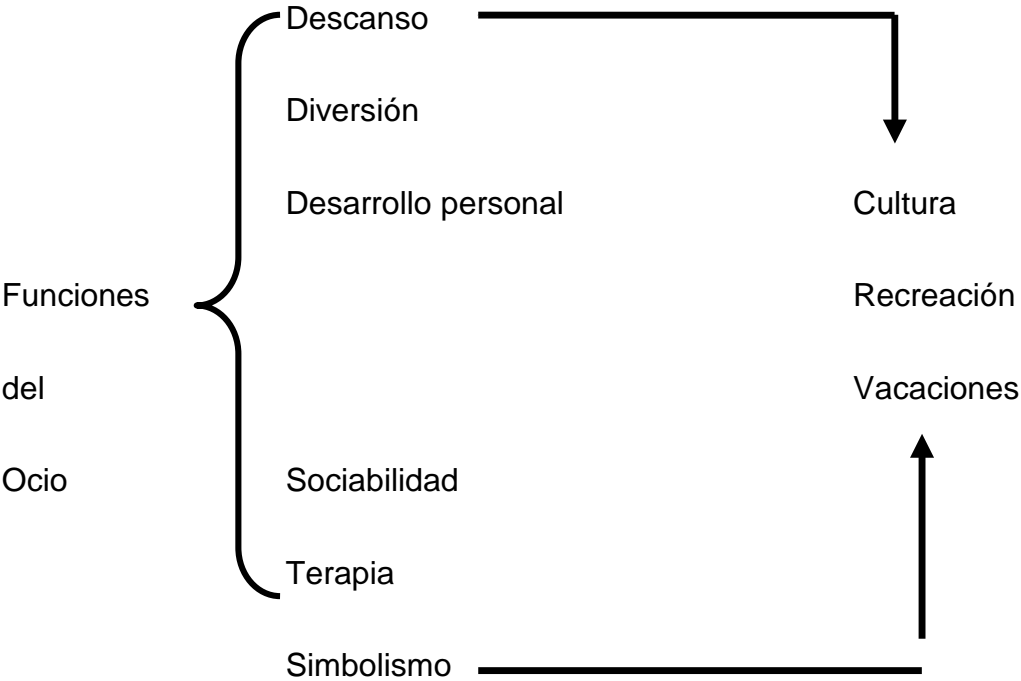 Descanso
Diversión
Desarrollo personal
Cultura
Funciones
Recreación
del
Vacaciones
Ocio
Sociabilidad
Terapia
Simbolismo